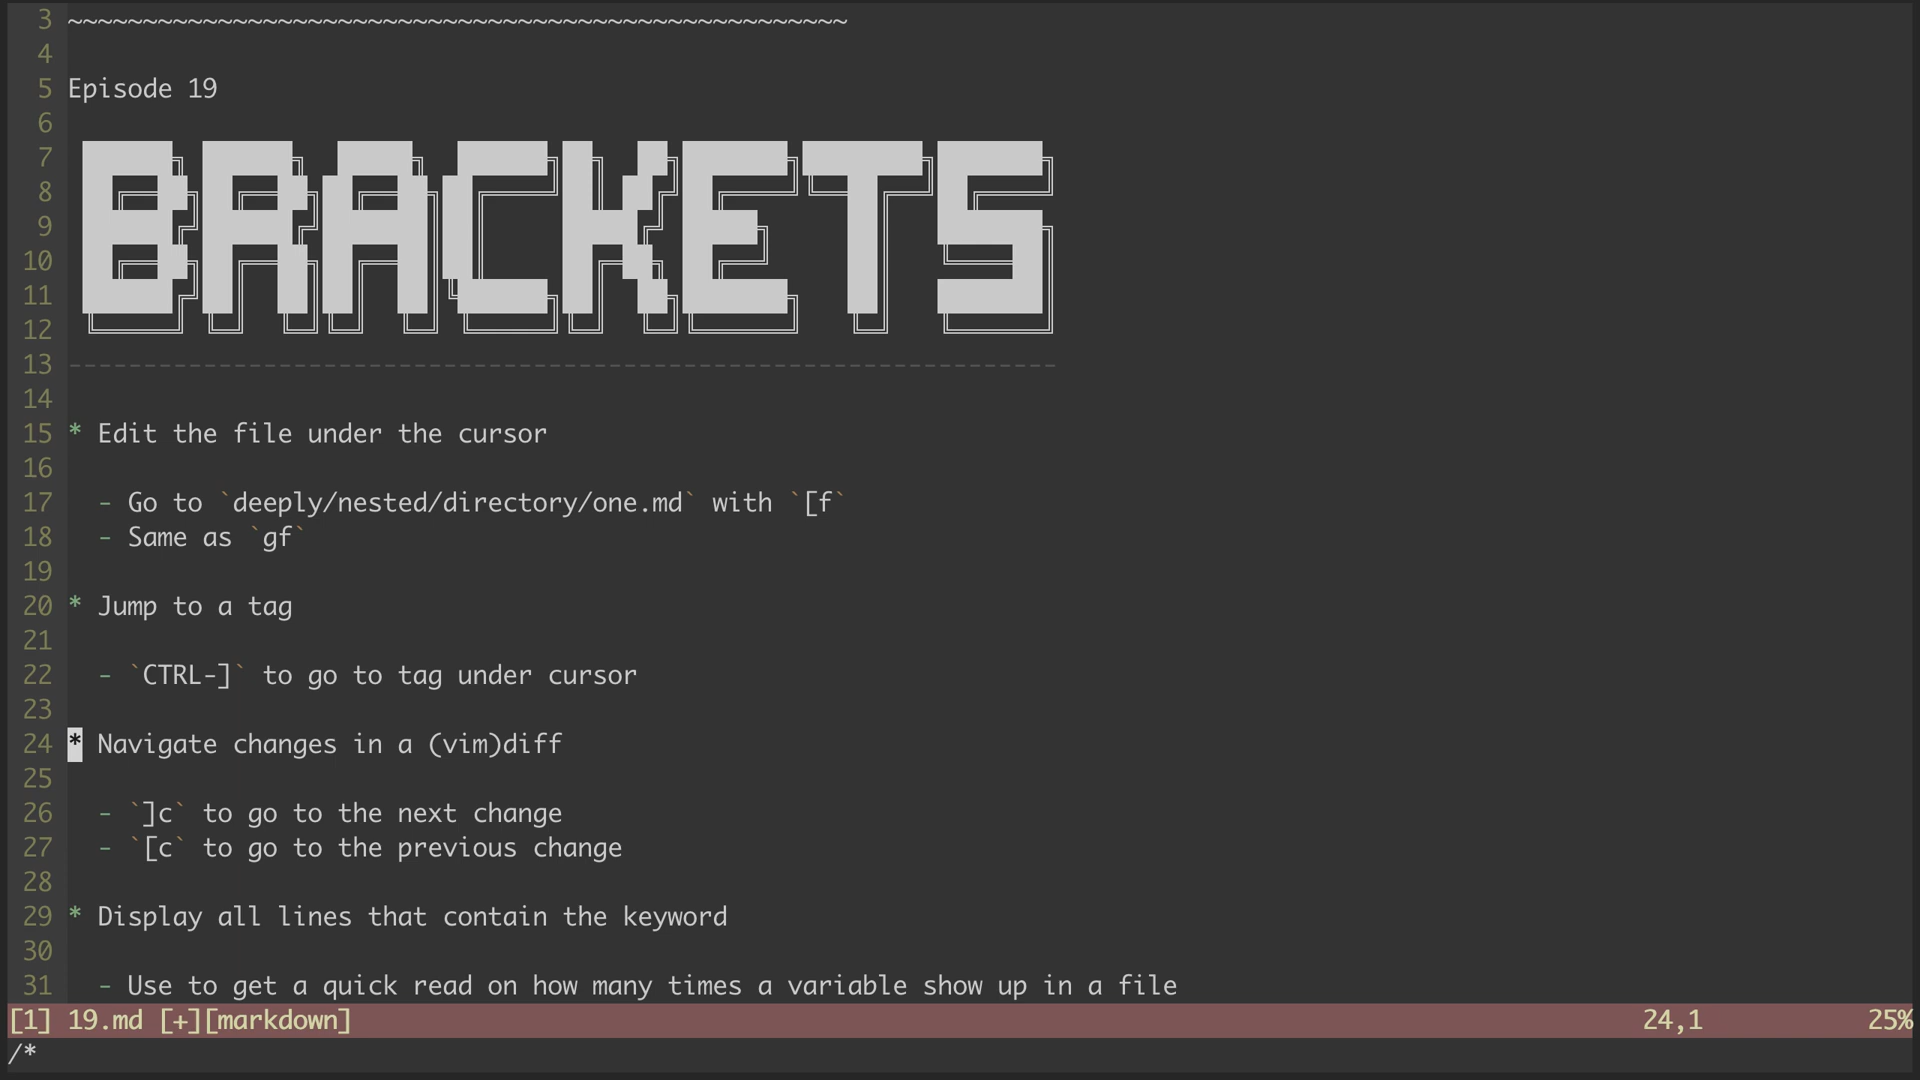 3 ~~~~~~~~~~~~~~~~~~~~~~~~~~~~~~~~~~~~~~~~~~~~~~~~~~~~
4
5 Episode 19
6
7
8
9 BRACKETS
10
11
12
13 ------------------------------------------------------------------
14
15 * Edit the file under the cursor
16
17   - Go to `deeply/nested/directory/one.md` with `[f`
18   - Same as `gf`
19
20 * Jump to a tag
21
22   - `CTRL-]` to go to tag under cursor
23
24 * Navigate changes in a (vim)diff
25
26   - `]c` to go to the next change
27   - `[c` to go to the previous change
28
29 * Display all lines that contain the keyword
30
31   - Use to get a quick read on how many times a variable show up in a file
[1] 19.md [+][markdown] 24,1 25%
/*